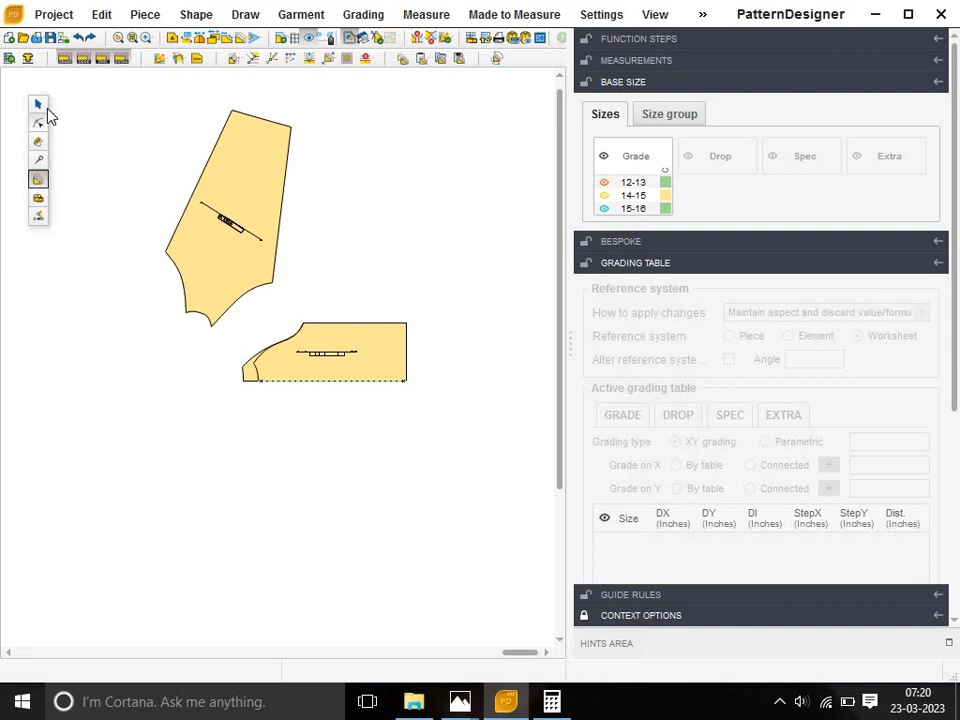 Project Edit Piece Shape Draw Garment Grading Measure Made to Measure Settings View » PatternDesigner
FUNCTION STEPS
MEASUREMENTS
BASE SIZE
Sizes Size group
Grade Drop Spec Extra
12-13
14-15
15-16
BESPOKE
GRADING TABLE
Reference system
How to apply changes Maintain aspect and discard value/formu
Reference system Piece Element Worksheet
Alter reference syste... Angle
Active grading table
GRADE DROP SPEC EXTRA
Grading type XY grading Parametric
Grade on X By table Connected +
Grade on Y By table Connected +
Size DX (Inches) DY (Inches) DI (Inches) StepX (Inches) StepY (Inches) Dist. (Inches)
GUIDE RULES
CONTEXT OPTIONS
HINTS AREA
I'm Cortana. Ask me anything.
07:20
23-03-2023